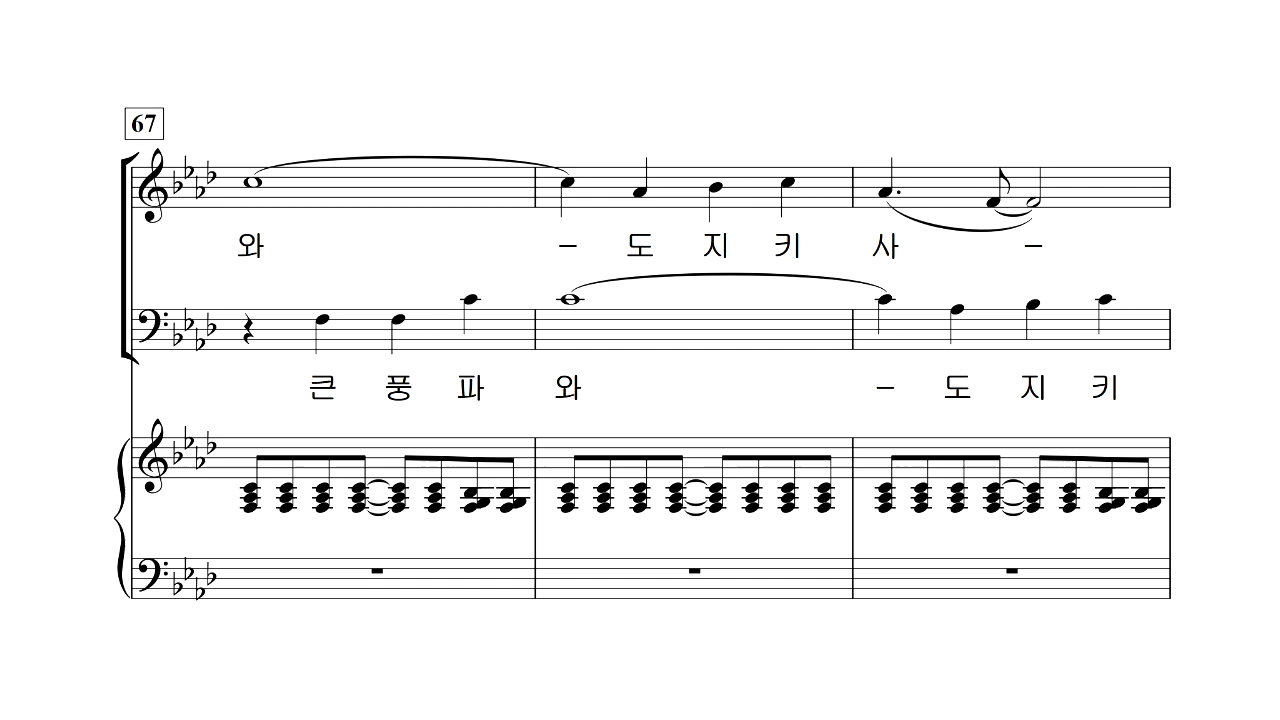 67
와 – 도 지 키 사 –
큰 풍 파 와 – 도 지 키